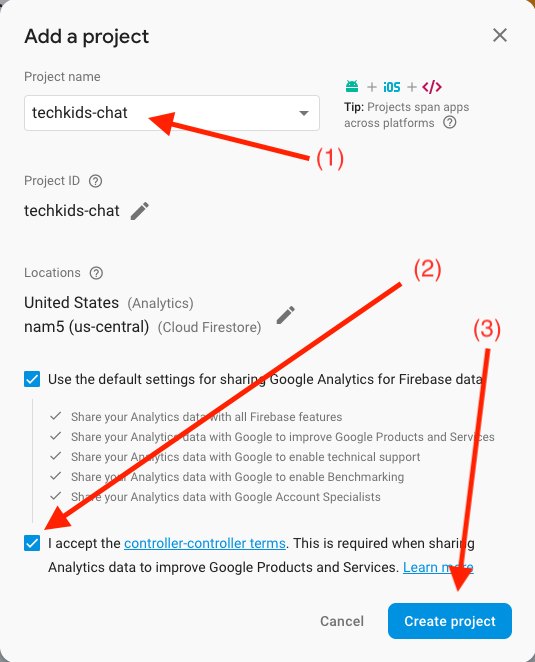 Add a project
Project name
techkids-chat
+ iOS + </>
Tip: Projects span apps
across platforms ?
(1)
Project ID ?
techkids-chat
Locations ?
(2)
United States (Analytics)
nam5 (us-central) (Cloud Firestore)
(3)
Use the default settings for sharing Google Analytics for Firebase data
Share your Analytics data with all Firebase features
Share your Analytics data with Google to improve Google Products and Services
Share your Analytics data with Google to enable technical support
Share your Analytics data with Google to enable Benchmarking
Share your Analytics data with Google Account Specialists
I accept the controller-controller terms. This is required when sharing
Analytics data to improve Google Products and Services. Learn more
Cancel
Create project